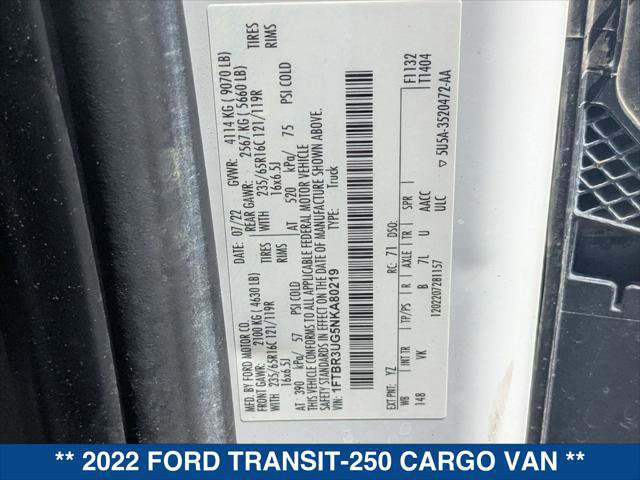 MFD. BY FORD MOTOR CO.
DATE: 07/22
GVWR: 4114 KG ( 9070 LB)
FRONT GAWR: 2100 KG ( 4630 LB)
REAR GAWR: 2567 KG ( 5660 LB)
WITH 235/65R16C 121/119R TIRES
WITH 235/65R16C 121/119R TIRES
16x6.5J RIMS
16x6.5J RIMS
AT 390 kPa/ 57 PSI COLD
AT 520 kPa/ 75 PSI COLD
THIS VEHICLE CONFORMS TO ALL APPLICABLE FEDERAL MOTOR VEHICLE
SAFETY STANDARDS IN EFFECT ON THE DATE OF MANUFACTURE SHOWN ABOVE.
VIN: 1FTBR3UG5NKA80219
TYPE: Truck
F1132
T1404
EXT PNT: YZ RC: 71 DSO:
WB INT TR TP/PS R AXLE TR SPR
148 VK B 7L U AACC
1202207281157 ULC
5U5A-3520472-AA
** 2022 FORD TRANSIT-250 CARGO VAN **